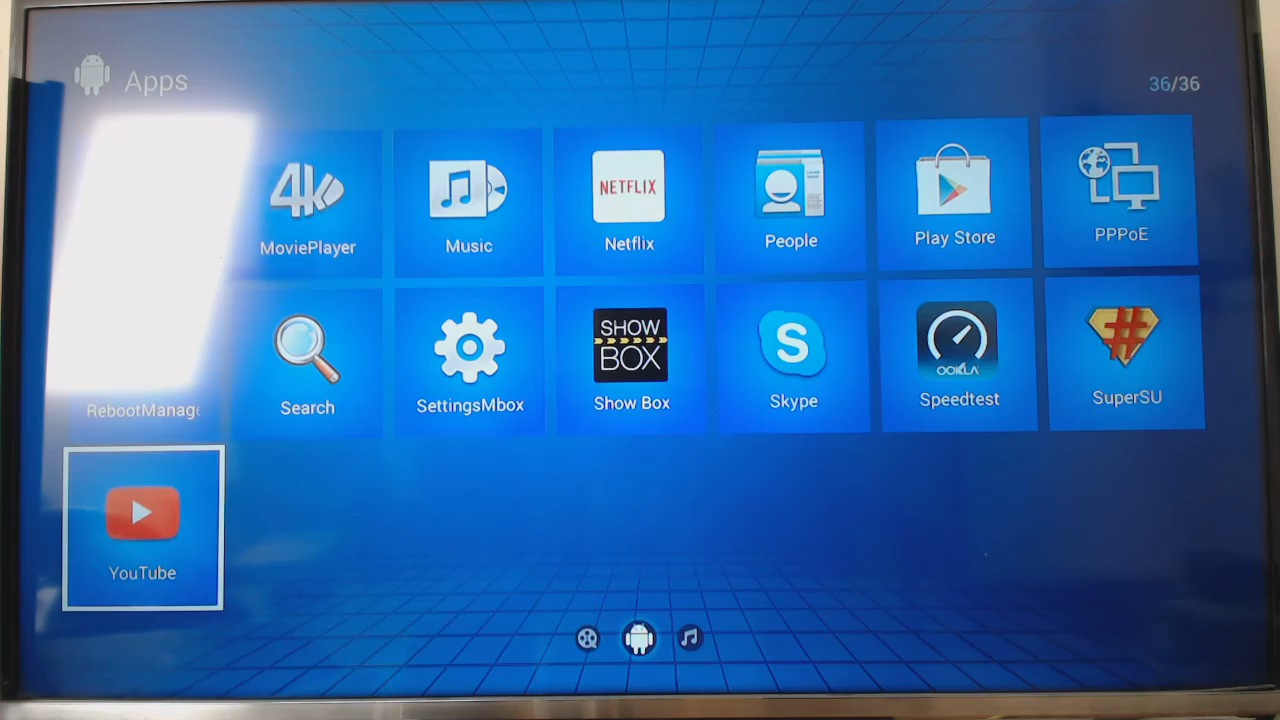 Apps
36/36
MoviePlayer
Music
NETFLIX
Netflix
People
Play Store
PPPoE
RebootManage
Search
SettingsMbox
SHOW
BOX
Show Box
S
Skype
OOKLA
Speedtest
#
SuperSU
YouTube